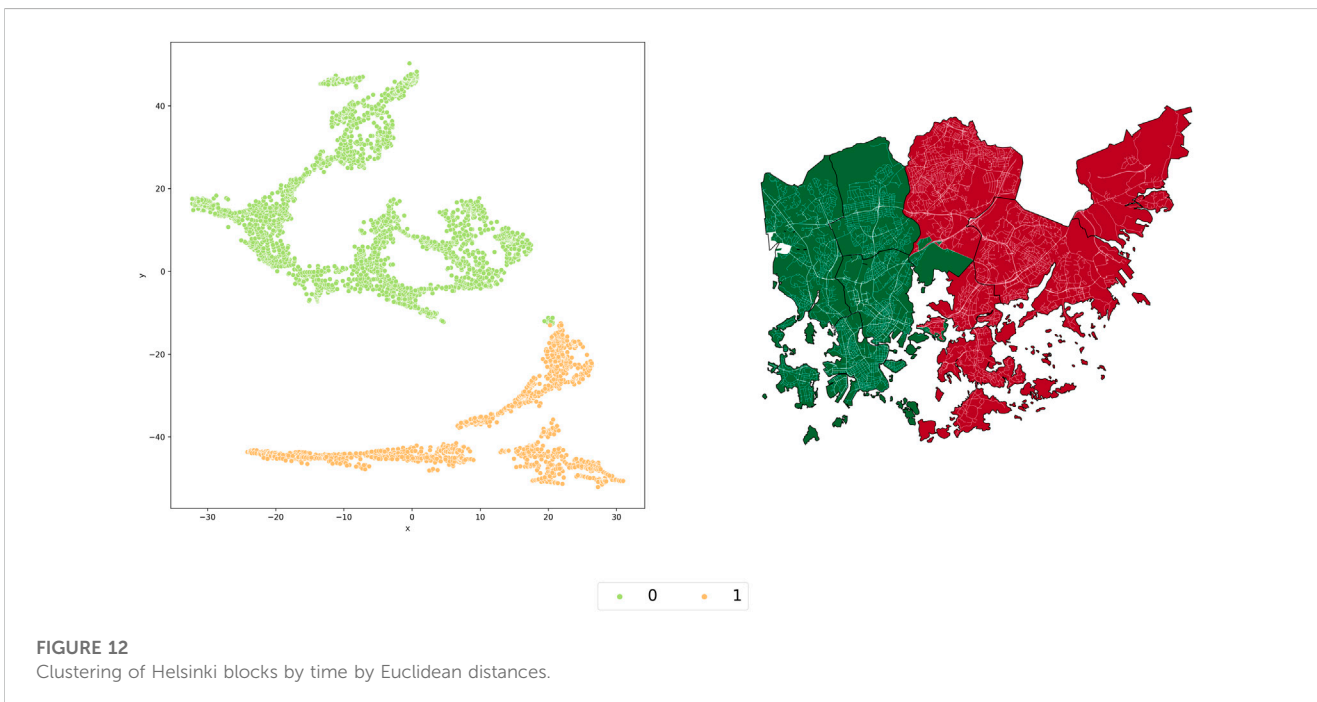 40
20
0
−20
−40
y
−30 −20 −10 0 10 20 30
x
0 1
FIGURE 12
Clustering of Helsinki blocks by time by Euclidean distances.